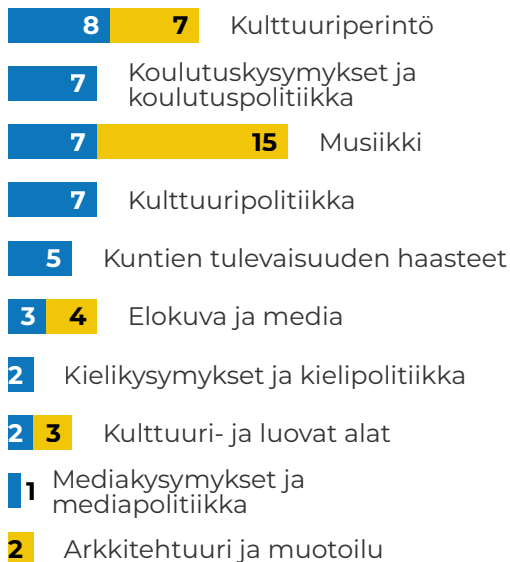 8 7 Kulttuuriperintö
7 Koulutuskysymykset ja
koulutuspolitiikka
7 15 Musiikki
7 Kulttuuripolitiikka
5 Kuntien tulevaisuuden haasteet
3 4 Elokuva ja media
2 Kielikysymykset ja kielipolitiikka
2 3 Kulttuuri- ja luovat alat
1 Mediakysymykset ja
mediapolitiikka
2 Arkkitehtuuri ja muotoilu